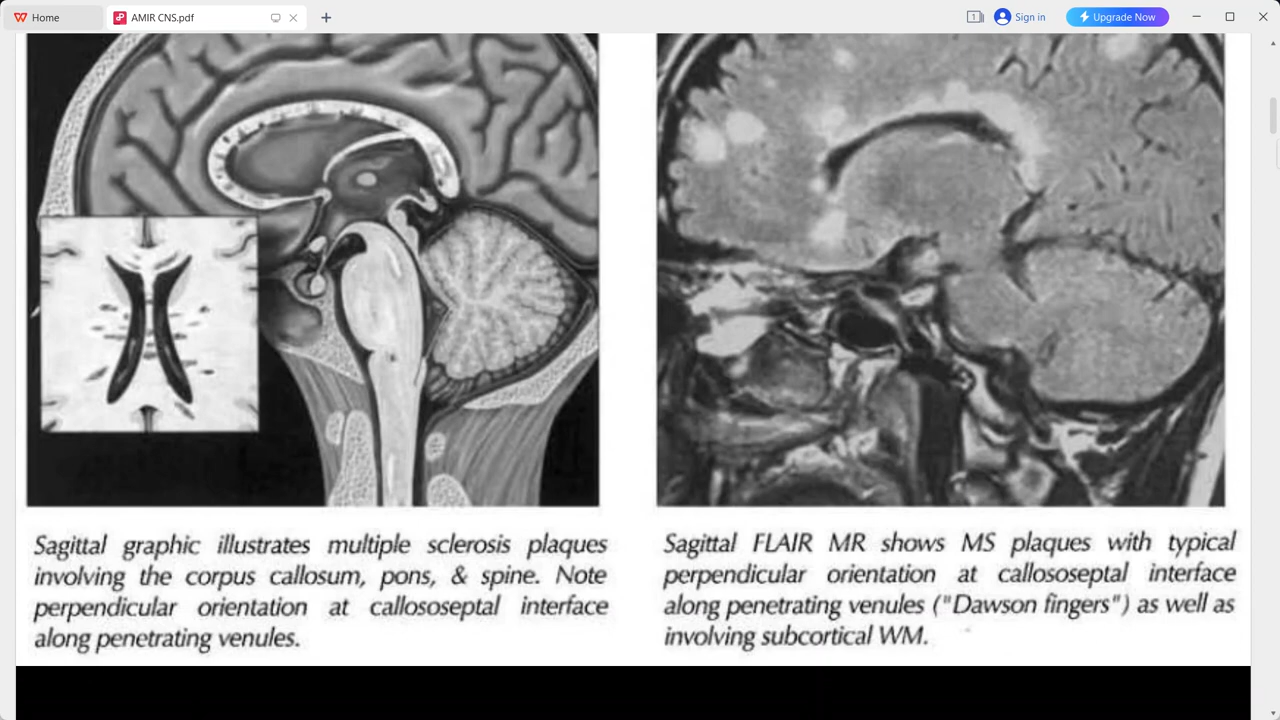 Home
AMIR CNS.pdf
1
Sign in
Upgrade Now
Sagittal graphic illustrates multiple sclerosis plaques
involving the corpus callosum, pons, & spine. Note
perpendicular orientation at callososeptal interface
along penetrating venules.
Sagittal FLAIR MR shows MS plaques with typical
perpendicular orientation at callososeptal interface
along penetrating venules ("Dawson fingers") as well as
involving subcortical WM.